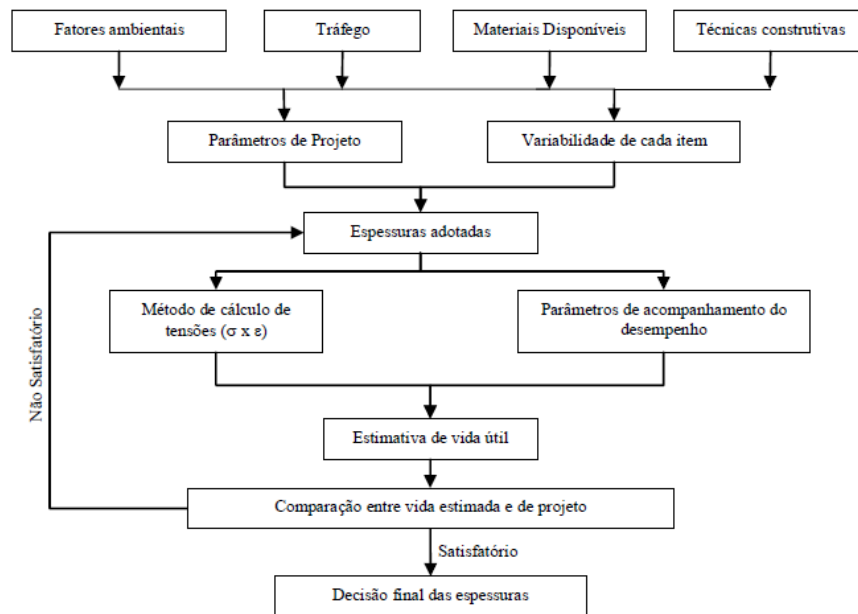 Fatores ambientais
Tráfego
Materiais Disponíveis
Técnicas construtivas
Parâmetros de Projeto
Variabilidade de cada item
Espessuras adotadas
Método de cálculo de
tensões (σ x ε)
Parâmetros de acompanhamento do
desempenho
Não Satisfatório
Estimativa de vida útil
Comparação entre vida estimada e de projeto
Satisfatório
Decisão final das espessuras